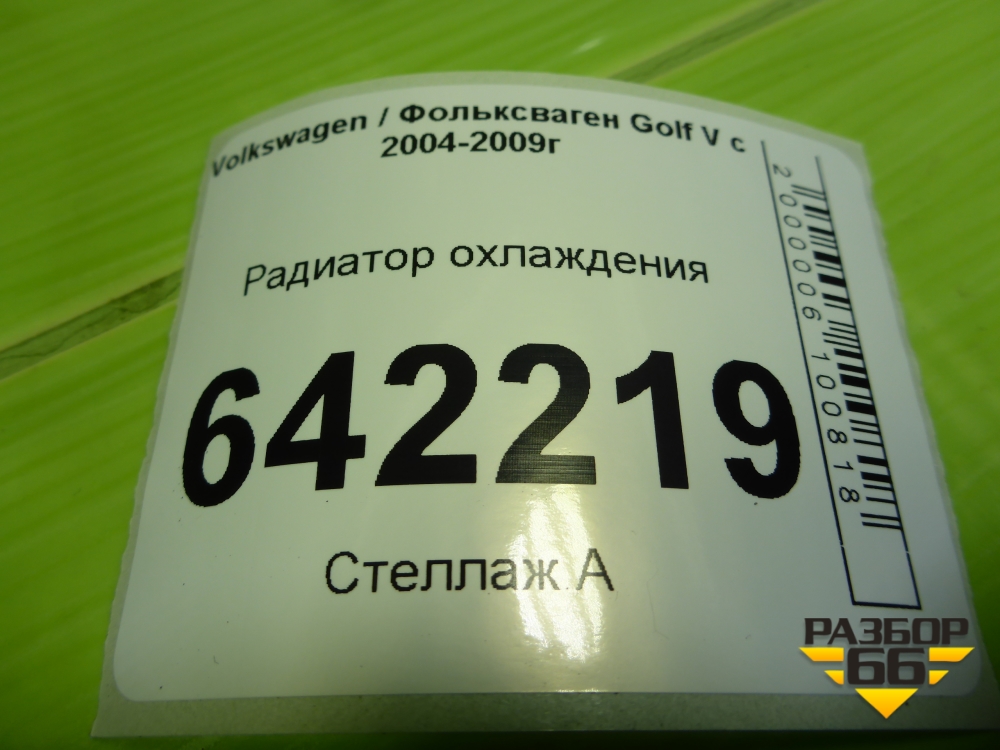 Volkswagen / Фольксваген Golf V с
2004-2009г
Радиатор охлаждения
642219
Стеллаж А
2000006100818
РАЗБОР
66